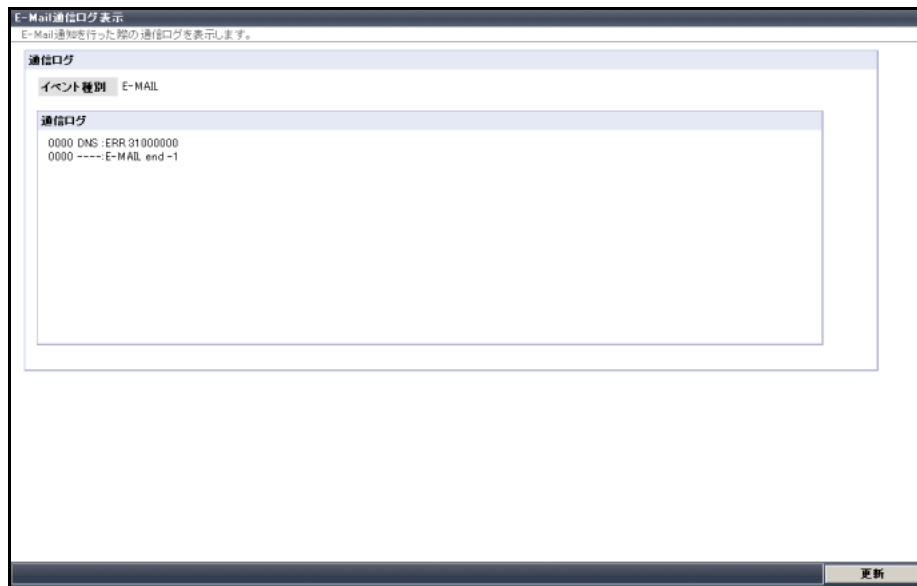 E-Mail通信ログ表示
E-Mail通知を行った際の通信ログを表示します。
通信ログ
イベント種別 E-MAIL
通信ログ
0000 DNS :ERR 31000000
0000 ----:E-MAIL end -1
更新